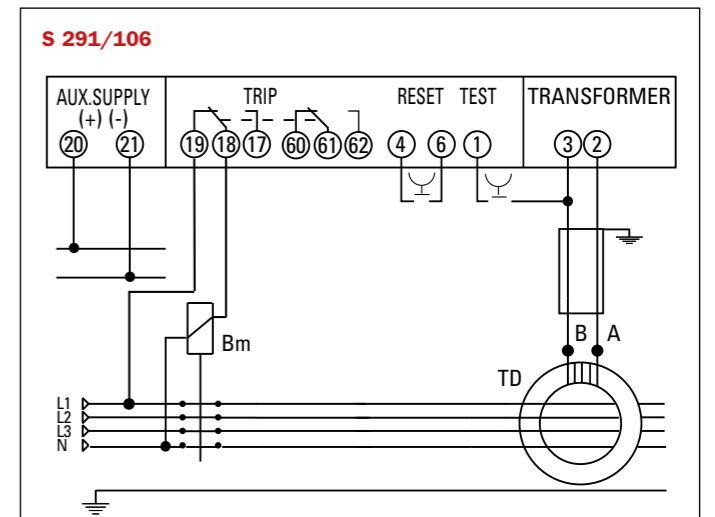 S 291/106
AUX.SUPPLY TRIP RESET TEST TRANSFORMER
(+) (-)
20 21 19 18 17 60 61 62 4 6 1 3 2
Bm
B A
TD
L1
L2
L3
N